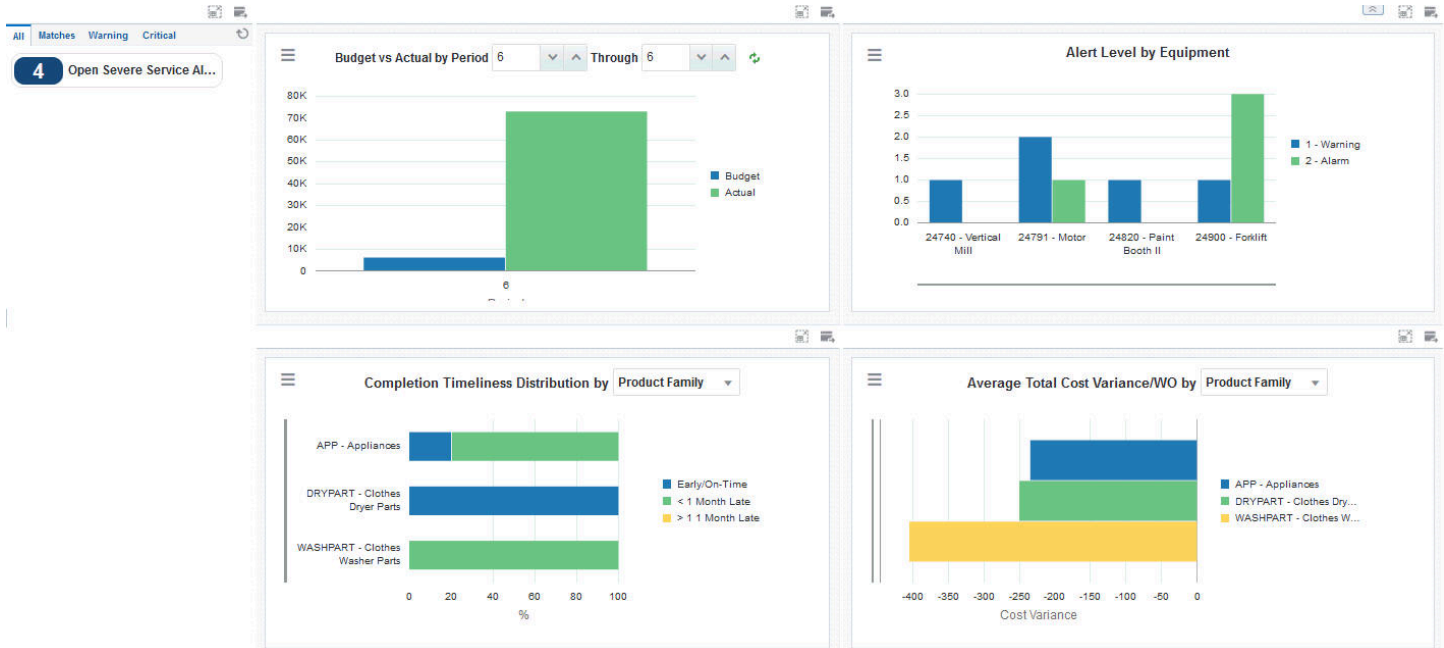 All Matches Warning Critical
4 Open Severe Service Al...
Budget vs Actual by Period 6 Through 6
80K
70K
60K
50K
40K
30K
20K
10K
0
6
Budget
Actual
Alert Level by Equipment
3.0
2.5
2.0
1.5
1.0
0.5
0.0
24740 - Vertical
Mill
24791 - Motor
24820 - Paint
Booth II
24900 - Forklift
1 - Warning
2 - Alarm
Completion Timeliness Distribution by Product Family
APP - Appliances
DRYPART - Clothes
Dryer Parts
WASHPART - Clothes
Washer Parts
0 20 40 60 80 100
%
Early/On-Time
< 1 Month Late
> 1 1 Month Late
Average Total Cost Variance/WO by Product Family
-400 -350 -300 -250 -200 -150 -100 -50 0
Cost Variance
APP - Appliances
DRYPART - Clothes Dry...
WASHPART - Clothes W...